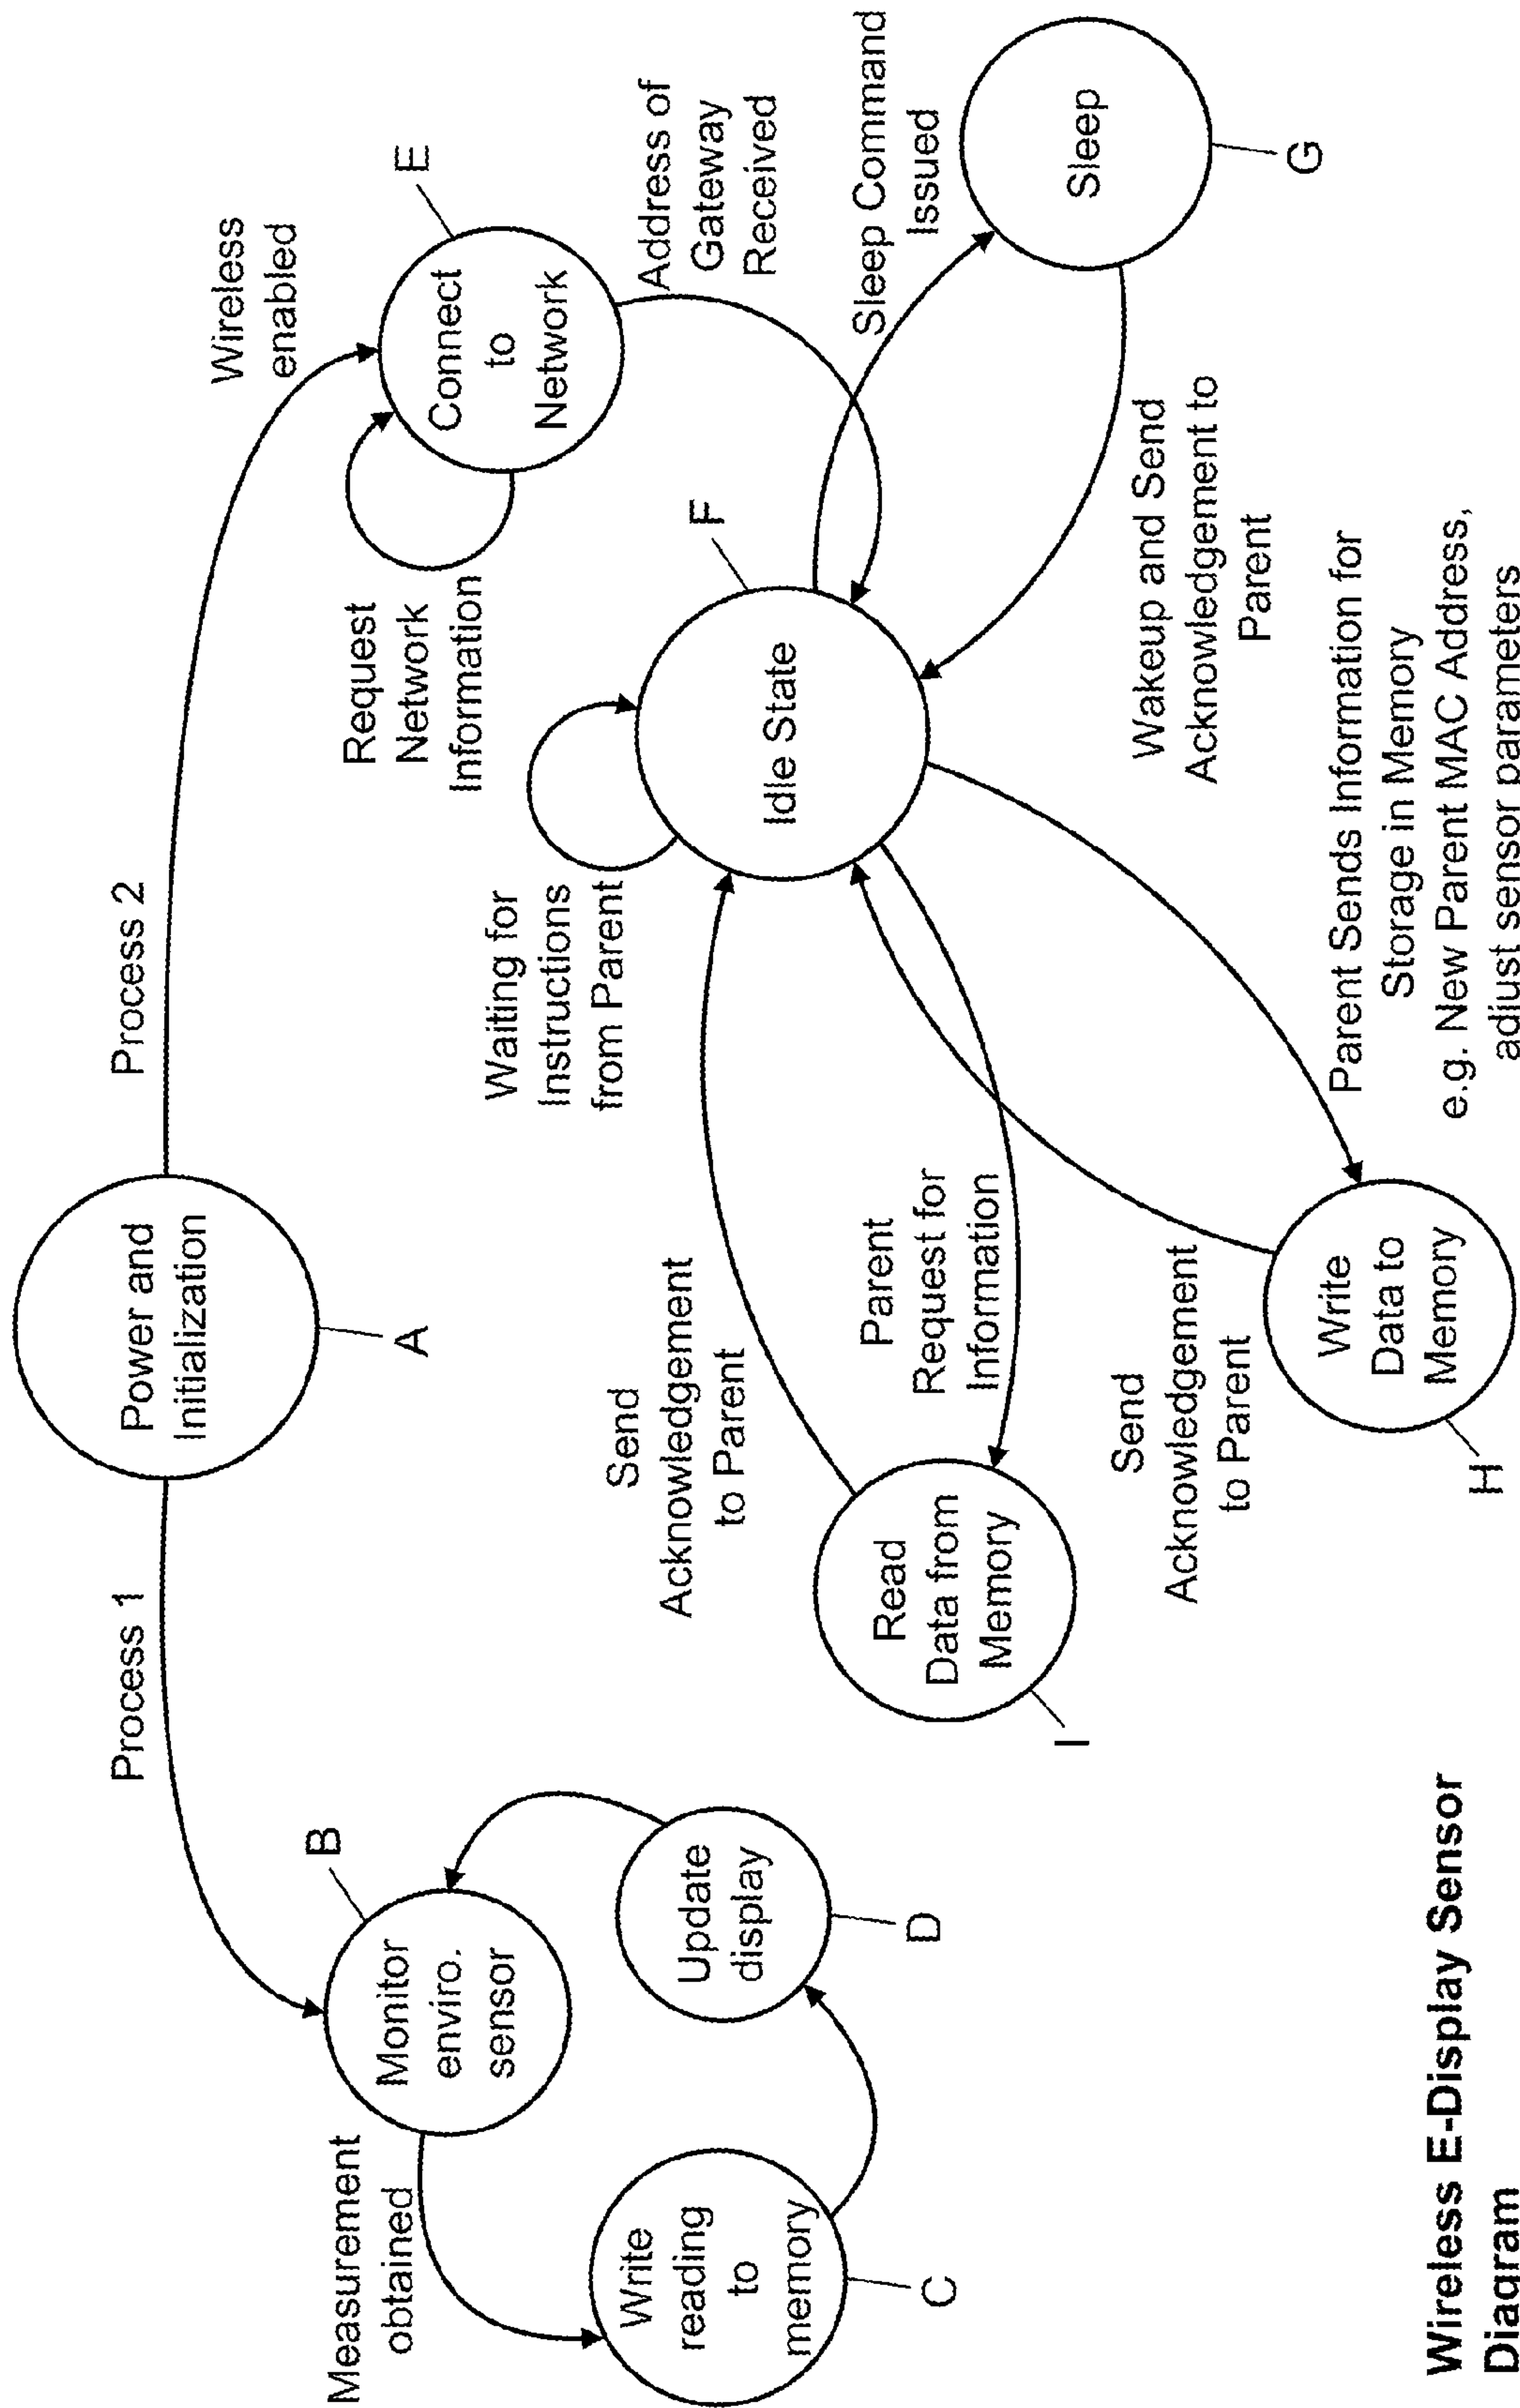 Process 1
Process 2
Power and
Initialization
A
Wireless
enabled
Measurement
obtained
Monitor
enviro.
sensor
B
Write
reading
to
memory
C
Update
display
D
Request
Network
Information
Connect
to
Network
E
Address of
Gateway
Received
Waiting for
Instructions
from Parent
Idle State
F
Sleep Command
Issued
Sleep
G
Wakeup and Send
Acknowledgement to
Parent
Send
Acknowledgement
to Parent
Parent
Request for
Information
Read
Data from
Memory
I
Send
Acknowledgement
to Parent
Write
Data to
Memory
H
Parent Sends Information for
Storage in Memory
e.g. New Parent MAC Address,
adjust sensor parameters
Wireless E-Display Sensor
Diagram